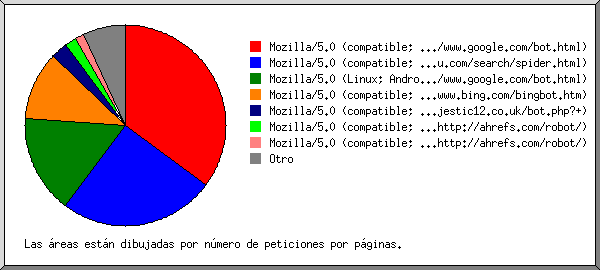 Mozilla/5.0 (compatible; .../www.google.com/bot.html)
Mozilla/5.0 (compatible; ...u.com/search/spider.html)
Mozilla/5.0 (Linux; Andro.../www.google.com/bot.html)
Mozilla/5.0 (compatible; ...www.bing.com/bingbot.htm)
Mozilla/5.0 (compatible; ...jestic12.co.uk/bot.php?+)
Mozilla/5.0 (compatible; ...http://ahrefs.com/robot/)
Mozilla/5.0 (compatible; ...http://ahrefs.com/robot/)
Otro
Las áreas están dibujadas por número de peticiones por páginas.